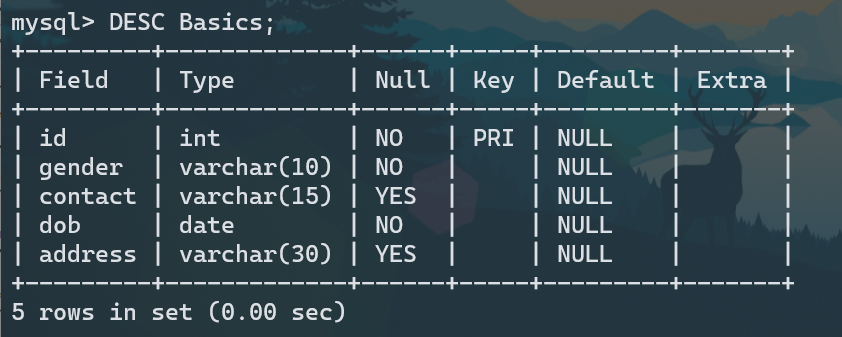 mysql> DESC Basics;
+---------+-------------+------+-----+---------+-------+
| Field   | Type        | Null | Key | Default | Extra |
+---------+-------------+------+-----+---------+-------+
| id      | int         | NO   | PRI | NULL    |       |
| gender  | varchar(10) | NO   |     | NULL    |       |
| contact | varchar(15) | YES  |     | NULL    |       |
| dob     | date        | NO   |     | NULL    |       |
| address | varchar(30) | YES  |     | NULL    |       |
+---------+-------------+------+-----+---------+-------+
5 rows in set (0.00 sec)